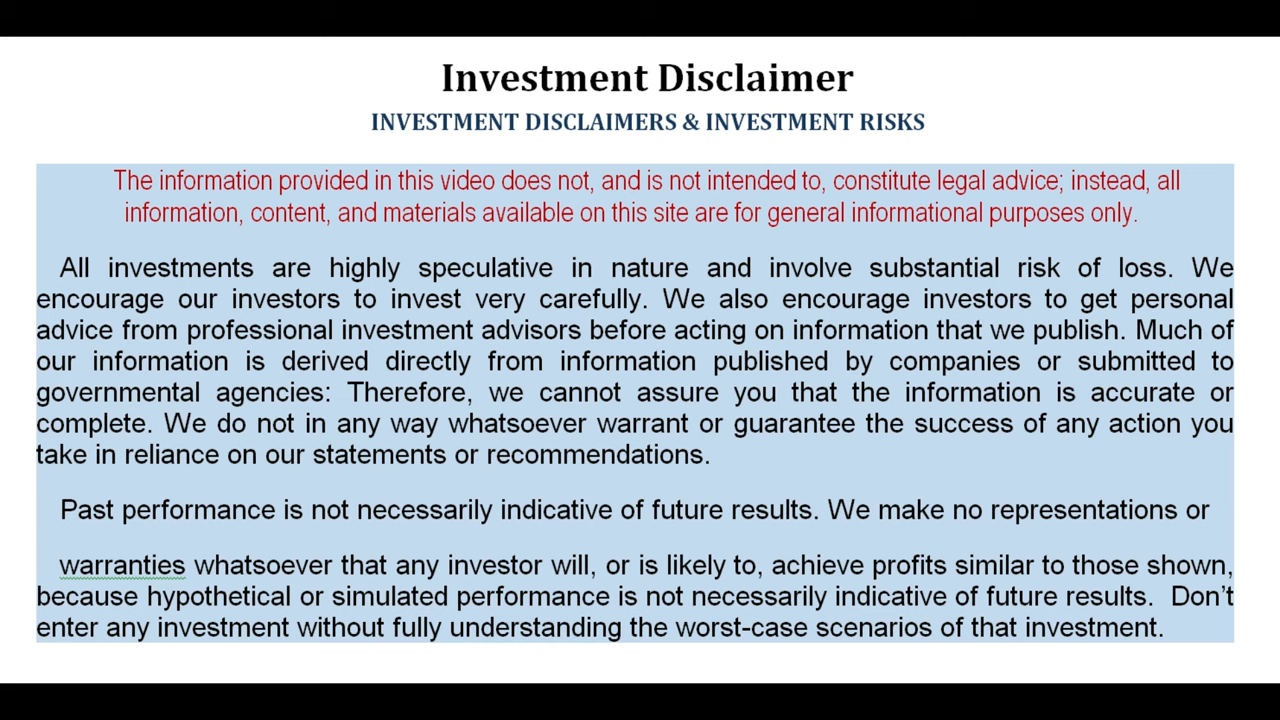 Investment Disclaimer
INVESTMENT DISCLAIMERS & INVESTMENT RISKS
The information provided in this video does not, and is not intended to, constitute legal advice; instead, all
information, content, and materials available on this site are for general informational purposes only.
All investments are highly speculative in nature and involve substantial risk of loss. We
encourage our investors to invest very carefully. We also encourage investors to get personal
advice from professional investment advisors before acting on information that we publish. Much of
our information is derived directly from information published by companies or submitted to
governmental agencies: Therefore, we cannot assure you that the information is accurate or
complete. We do not in any way whatsoever warrant or guarantee the success of any action you
take in reliance on our statements or recommendations.
Past performance is not necessarily indicative of future results. We make no representations or
warranties whatsoever that any investor will, or is likely to, achieve profits similar to those shown,
because hypothetical or simulated performance is not necessarily indicative of future results. Don’t
enter any investment without fully understanding the worst-case scenarios of that investment.